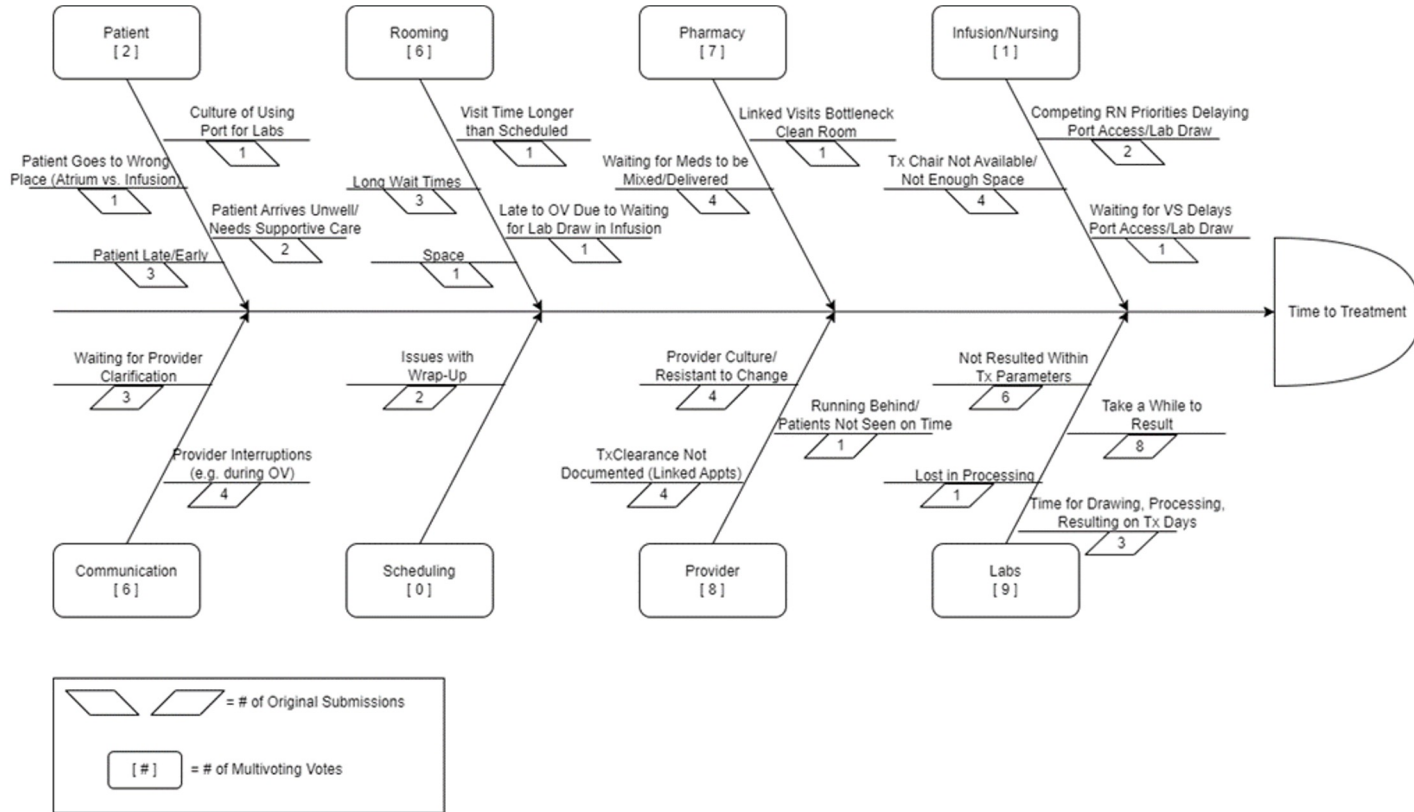 Patient
[ 2 ]
Rooming
[ 6 ]
Pharmacy
[ 7 ]
Infusion/Nursing
[ 1 ]
Culture of Using
Port for Labs
1
Patient Goes to Wrong
Place (Atrium vs. Infusion)
1
Patient Arrives Unwell/
Needs Supportive Care
2
Patient Late/Early
3
Visit Time Longer
than Scheduled
1
Long Wait Times
3
Late to OV Due to Waiting
for Lab Draw in Infusion
1
Space
1
Linked Visits Bottleneck
Clean Room
1
Waiting for Meds to be
Mixed/Delivered
4
Competing RN Priorities Delaying
Port Access/Lab Draw
2
Tx Chair Not Available/
Not Enough Space
4
Waiting for VS Delays
Port Access/Lab Draw
1
Time to Treatment
Waiting for Provider
Clarification
3
Provider Interruptions
(e.g. during OV)
4
Issues with
Wrap-Up
2
Provider Culture/
Resistant to Change
4
Running Behind/
Patients Not Seen on Time
1
TxClearance Not
Documented (Linked Appts)
4
Not Resulted Within
Tx Parameters
6
Take a While to
Result
8
Lost in Processing
1
Time for Drawing, Processing,
Resulting on Tx Days
3
Communication
[ 6 ]
Scheduling
[ 0 ]
Provider
[ 8 ]
Labs
[ 9 ]
= # of Original Submissions
[ # ]
= # of Multivoting Votes